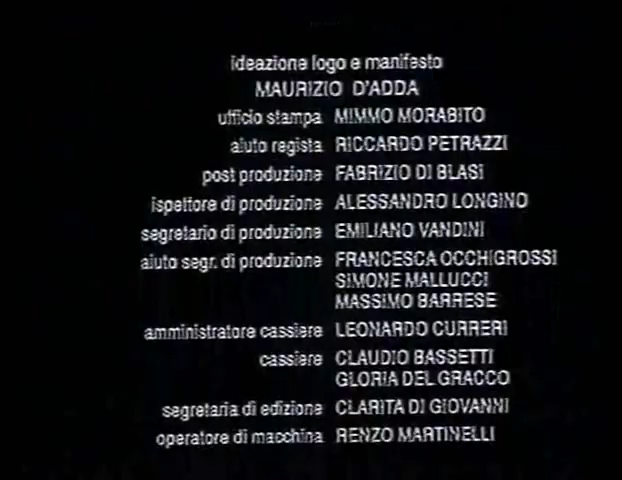 ideazione logo e manifesto
MAURIZIO D'ADDA
ufficio stampa MIMMO MORABITO
aiuto regista RICCARDO PETRAZZI
post produzione FABRIZIO DI BLASI
ispettore di produzione ALESSANDRO LONGINO
segretario di produzione EMILIANO VANDINI
aiuto segr. di produzione FRANCESCA OCCHIGROSSI
SIMONE MALLUCCI
MASSIMO BARRESE
amministratore cassiere LEONARDO CURRERI
cassiere CLAUDIO BASSETTI
GLORIA DEL GRACCO
segretaria di edizione CLARITA DI GIOVANNI
operatore di macchina RENZO MARTINELLI